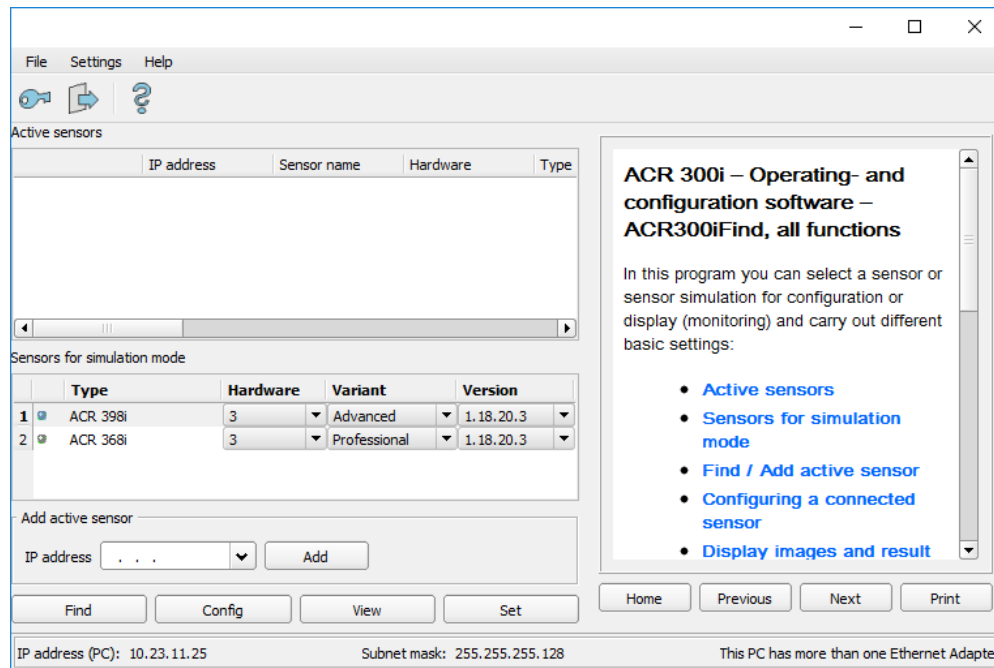 File Settings Help
Active sensors
IP address Sensor name Hardware Type
Sensors for simulation mode
Type Hardware Variant Version
1 ACR 398i 3 Advanced 1.18.20.3
2 ACR 368i 3 Professional 1.18.20.3
Add active sensor
IP address . . . Add
Find Config View Set
ACR 300i – Operating- and
configuration software –
ACR300iFind, all functions
In this program you can select a sensor or
sensor simulation for configuration or
display (monitoring) and carry out different
basic settings:
• Active sensors
• Sensors for simulation
mode
• Find / Add active sensor
• Configuring a connected
sensor
• Display images and result
Home Previous Next Print
IP address (PC): 10.23.11.25 Subnet mask: 255.255.255.128 This PC has more than one Ethernet Adapte